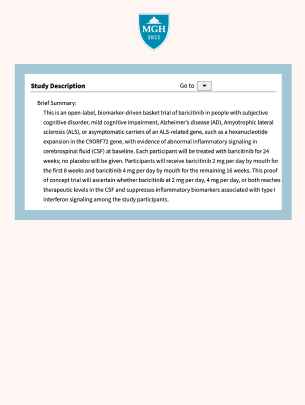 MGH
1811
Study Description
Go to
Brief Summary:
This is an open-label, biomarker-driven basket trial of baricitinib in people with subjective
cognitive disorder, mild cognitive impairment, Alzheimer's disease (AD), Amyotrophic lateral
sclerosis (ALS), or asymptomatic carriers of an ALS-related gene, such as a hexanucleotide
expansion in the C9ORF72 gene, with evidence of abnormal inflammatory signaling in
cerebrospinal fluid (CSF) at baseline. Each participant will be treated with baricitinib for 24
weeks; no placebo will be given. Participants will receive baricitinib 2 mg per day by mouth for
the first 8 weeks and baricitinib 4 mg per day by mouth for the remaining 16 weeks. This proof
of concept trial will ascertain whether baricitinib at 2 mg per day, 4 mg per day, or both reaches
therapeutic levels in the CSF and suppresses inflammatory biomarkers associated with type I
interferon signaling among the study participants.